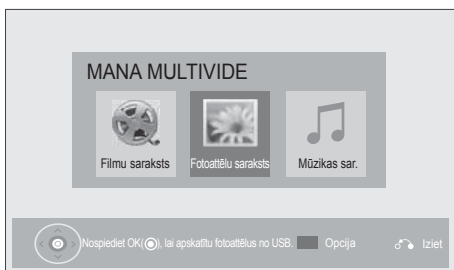 MANA MULTIVIDE
Filmu saraksts
Fotoattēlu saraksts
Mūzikas sar.
Nospiediet OK(◉), lai apskatītu fotoattēlus no USB. Opcija Iziet